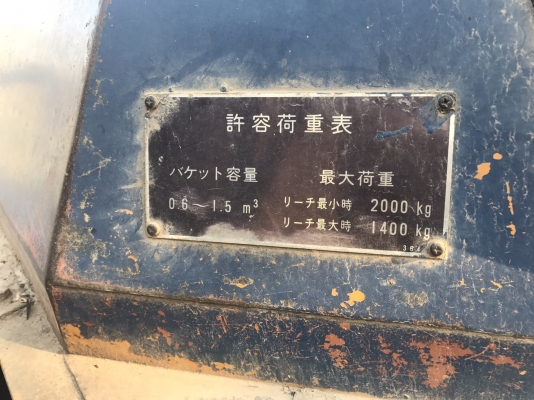 許容荷重表
バケット容量 最大荷重
0.6～1.5 m³ リーチ最小時 2000 kg
リーチ最大時 1400 kg